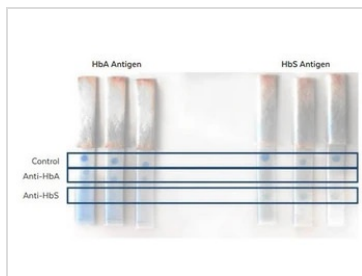 HbA Antigen
HbS Antigen
Control
Anti-HbA
Anti-HbS